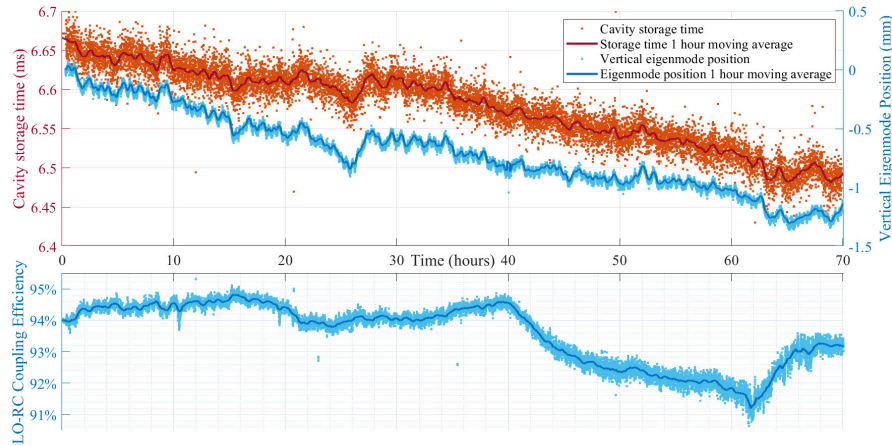 6.7
6.65
6.6
6.55
6.5
6.45
6.4
Cavity storage time (ms)
Cavity storage time
Storage time 1 hour moving average
Vertical eigenmode position
Eigenmode position 1 hour moving average
0.5
0
-0.5
-1
-1.5
Vertical Eigenmode Position (mm)
0 10 20 30 40 50 60 70
Time (hours)
95%
94%
93%
92%
91%
LO-RC Coupling Efficiency